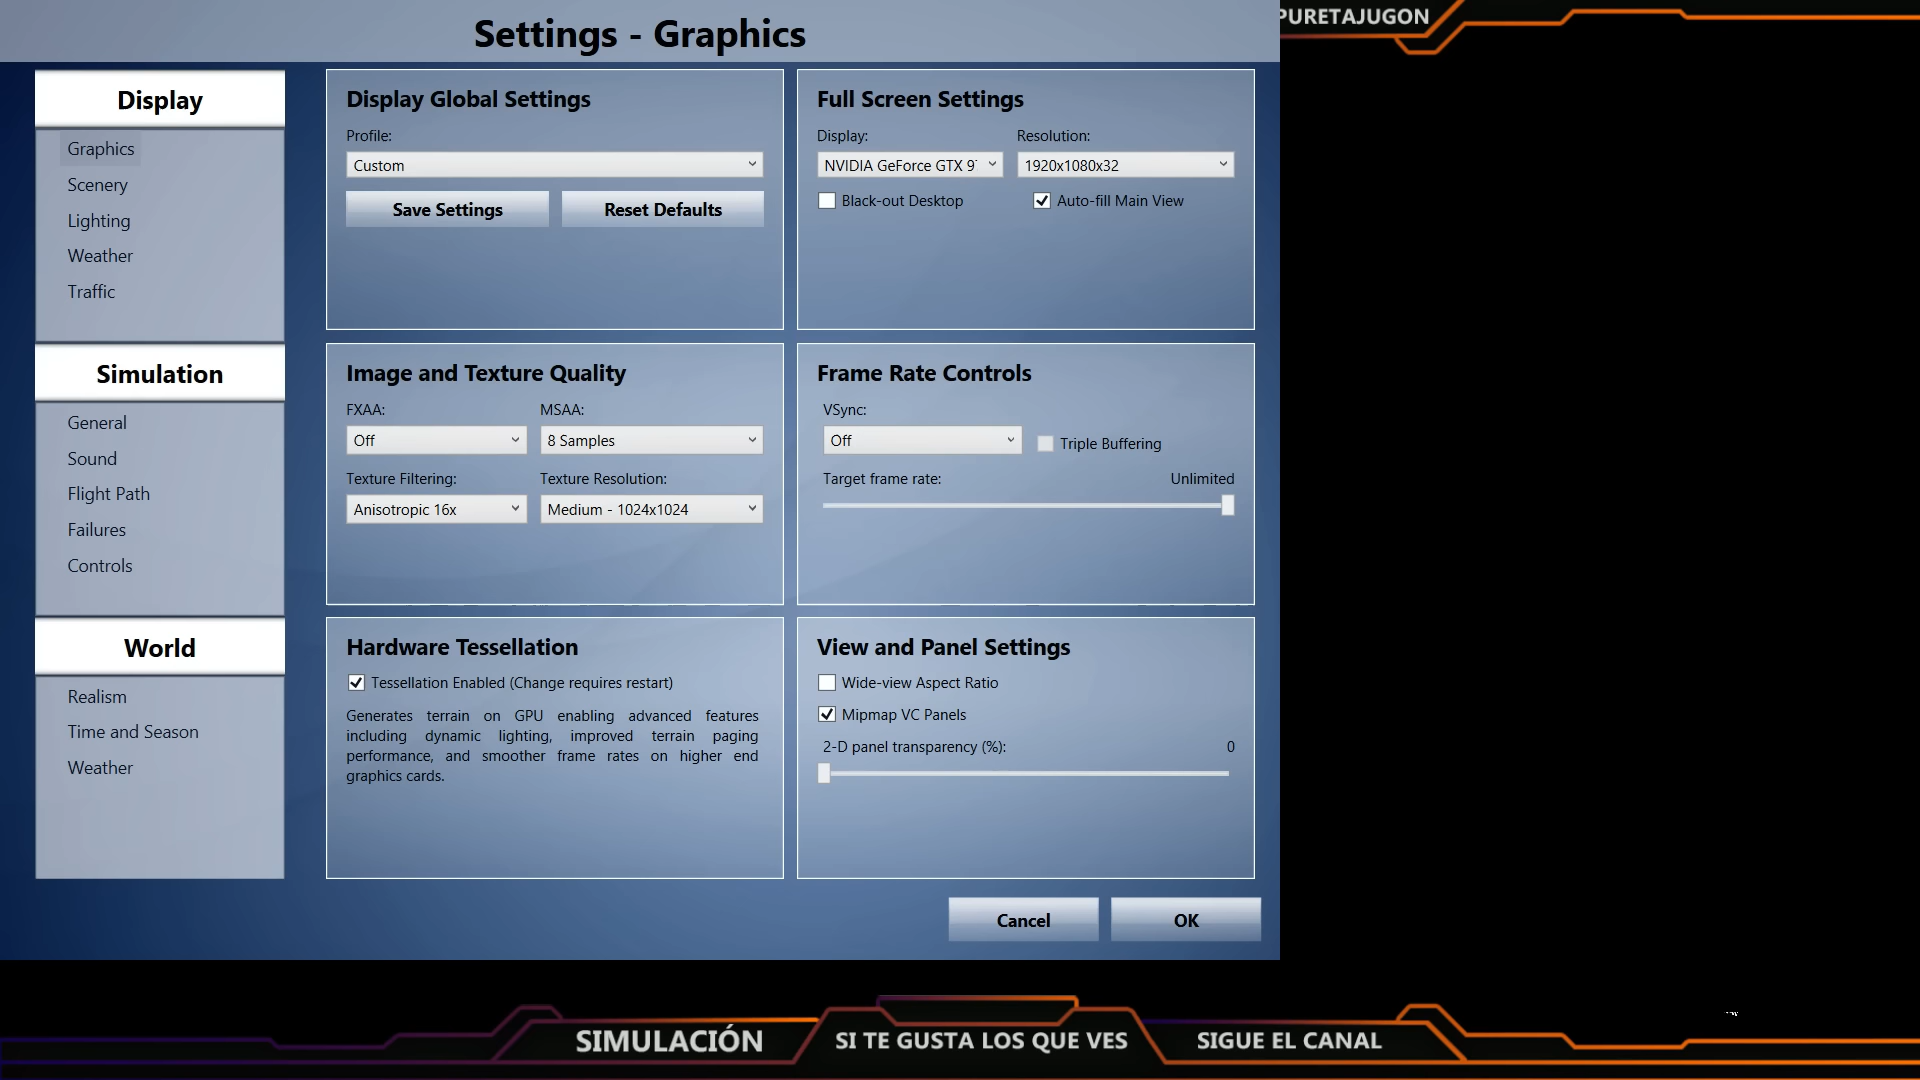 Settings - Graphics
PURETAJUGON
Display
Graphics
Scenery
Lighting
Weather
Traffic
Simulation
General
Sound
Flight Path
Failures
Controls
World
Realism
Time and Season
Weather
Display Global Settings
Profile:
Custom
Save Settings
Reset Defaults
Full Screen Settings
Display: Resolution:
NVIDIA GeForce GTX 9 1920x1080x32
Black-out Desktop Auto-fill Main View
Image and Texture Quality
FXAA: MSAA:
Off 8 Samples
Texture Filtering: Texture Resolution:
Anisotropic 16x Medium - 1024x1024
Frame Rate Controls
VSync:
Off Triple Buffering
Target frame rate: Unlimited
Hardware Tessellation
Tessellation Enabled (Change requires restart)
Generates terrain on GPU enabling advanced features
including dynamic lighting, improved terrain paging
performance, and smoother frame rates on higher end
graphics cards.
View and Panel Settings
Wide-view Aspect Ratio
Mipmap VC Panels
2-D panel transparency (%): 0
Cancel
OK
SIMULACIÓN
SI TE GUSTA LOS QUE VES
SIGUE EL CANAL